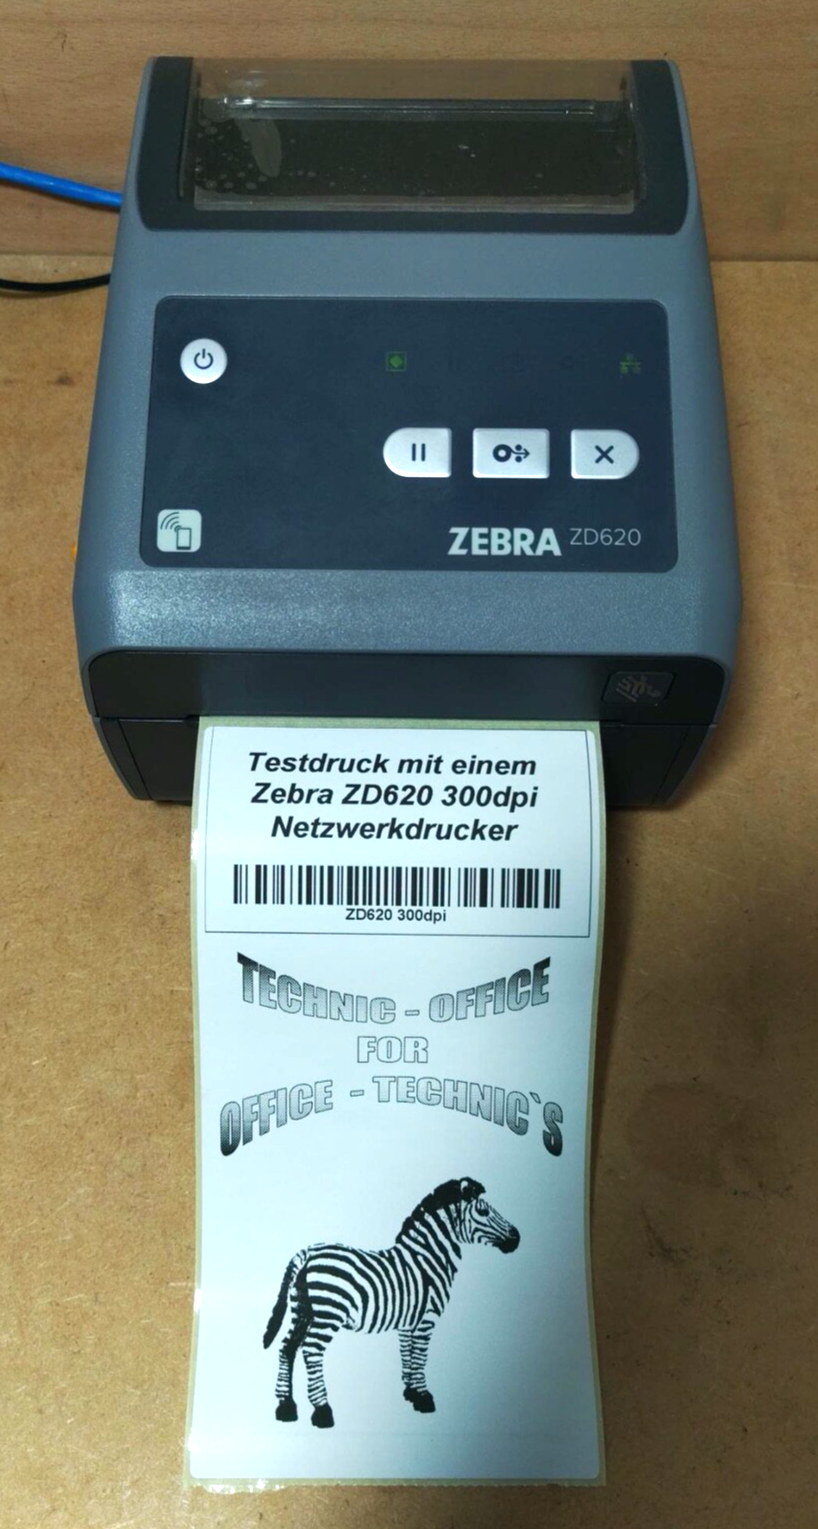 ZEBRA ZD620
Testdruck mit einem
Zebra ZD620 300dpi
Netzwerkdrucker
ZD620 300dpi
TECHNIC - OFFICE
FOR
OFFICE - TECHNIC`S